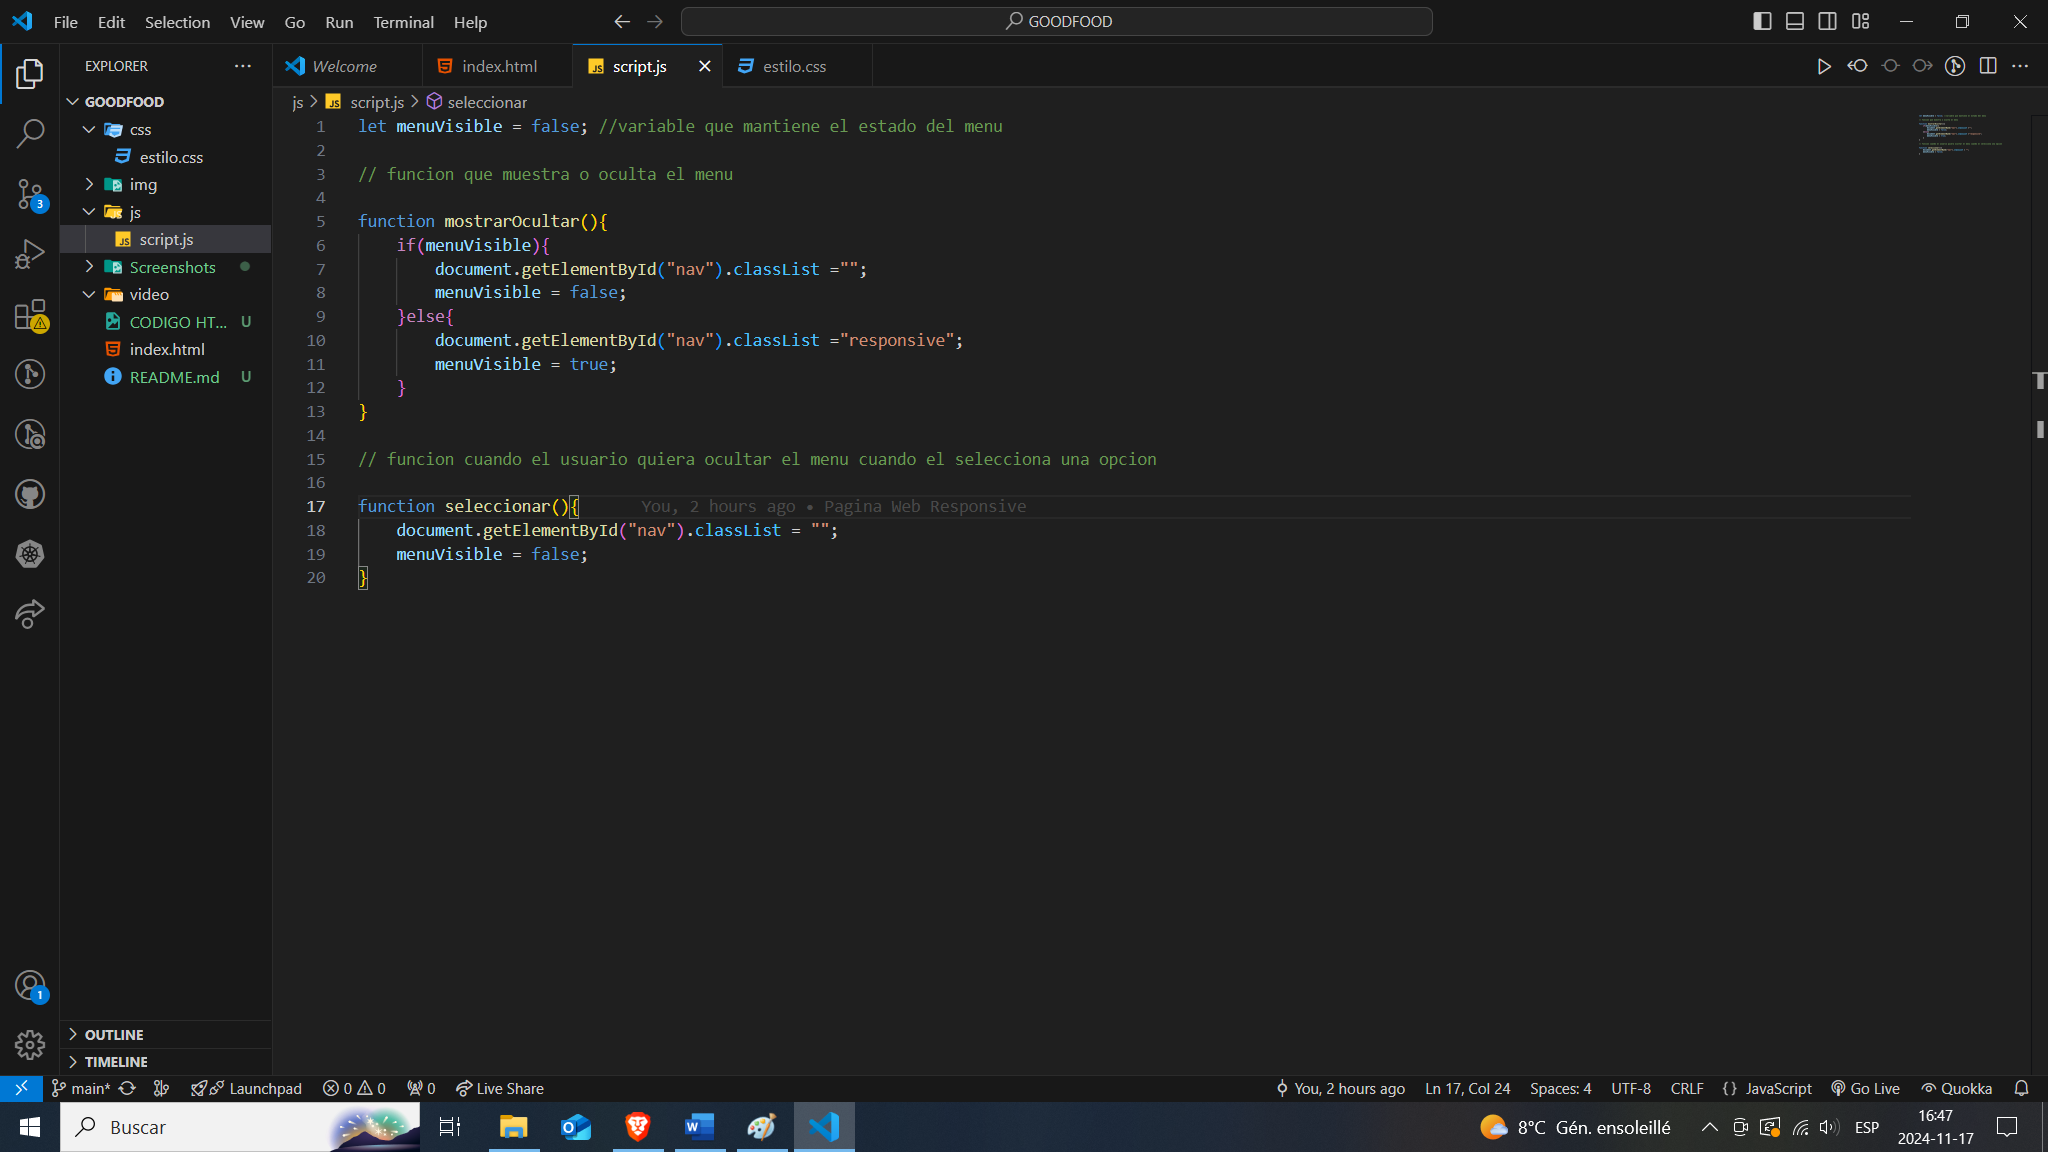 File Edit Selection View Go Run Terminal Help
GOODFOOD
EXPLORER
Welcome
index.html
script.js
estilo.css
GOODFOOD
css
estilo.css
img
js
script.js
Screenshots
video
CODIGO HT... U
index.html
README.md U
OUTLINE
TIMELINE
3
1
js > script.js > seleccionar
1 let menuVisible = false; //variable que mantiene el estado del menu
2
3 // funcion que muestra o oculta el menu
4
5 function mostrarOcultar(){
6 if(menuVisible){
7 document.getElementById("nav").classList ="";
8 menuVisible = false;
9 }else{
10 document.getElementById("nav").classList ="responsive";
11 menuVisible = true;
12 }
13 }
14
15 // funcion cuando el usuario quiera ocultar el menu cuando el selecciona una opcion
16
17 function seleccionar(){ You, 2 hours ago • Pagina Web Responsive
18 document.getElementById("nav").classList = "";
19 menuVisible = false;
20 }
main* Launchpad 0 0 0 Live Share
You, 2 hours ago Ln 17, Col 24 Spaces: 4 UTF-8 CRLF {} JavaScript Go Live Quokka
Buscar
8°C Gén. ensoleillé
ESP
16:47
2024-11-17